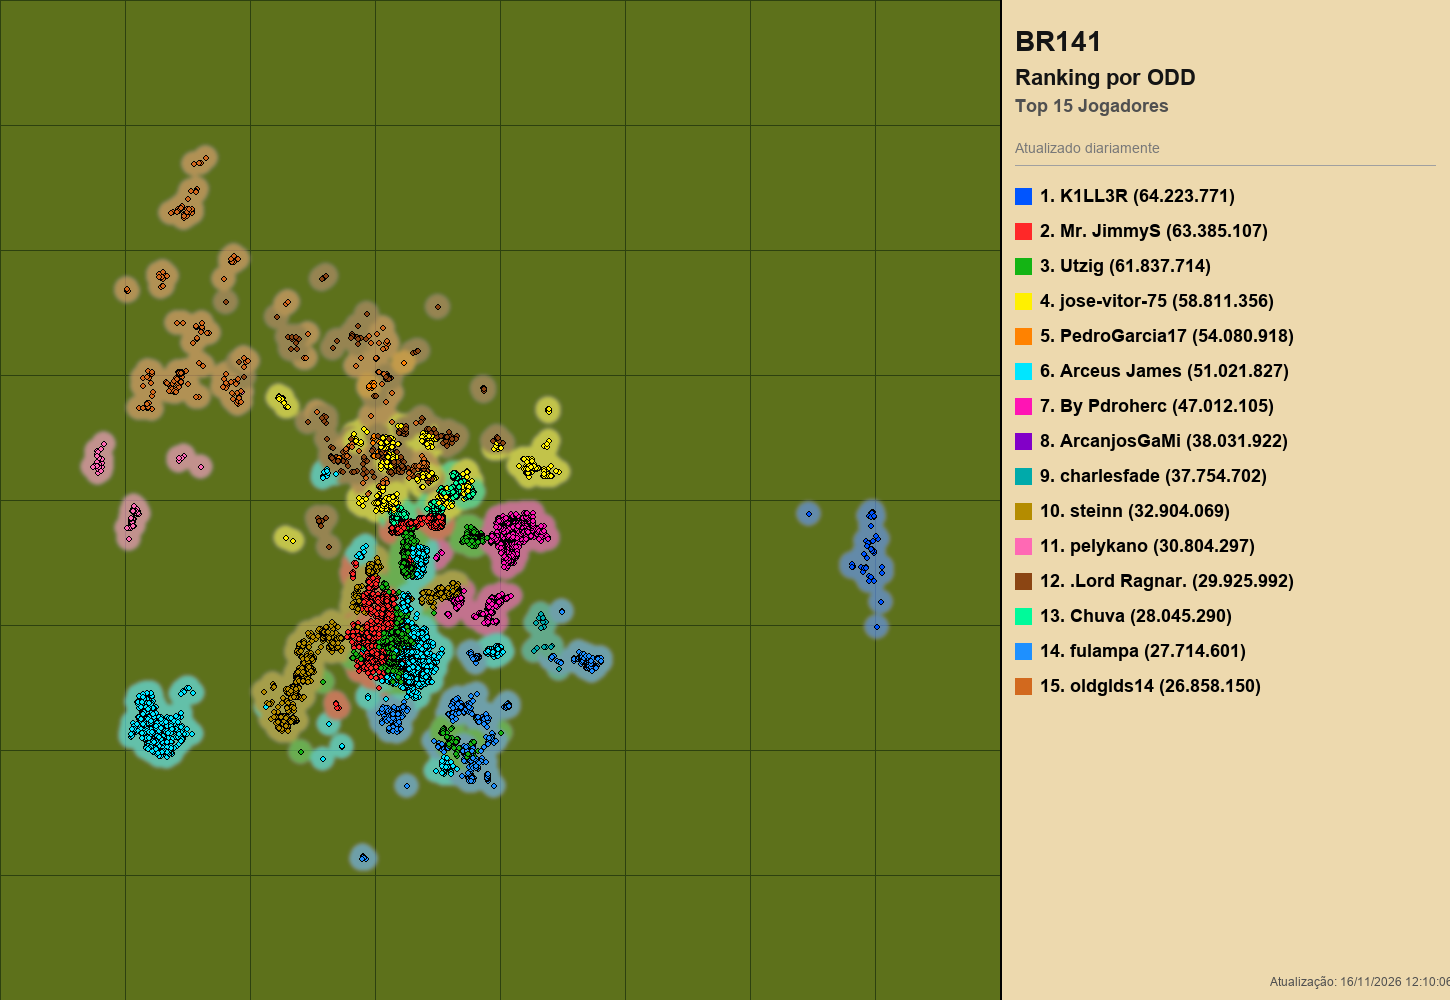 BR141
Ranking por ODD
Top 15 Jogadores
Atualizado diariamente
1. K1LL3R (64.223.771)
2. Mr. JimmyS (63.385.107)
3. Utzig (61.837.714)
4. jose-vitor-75 (58.811.356)
5. PedroGarcia17 (54.080.918)
6. Arceus James (51.021.827)
7. By Pdroherc (47.012.105)
8. ArcanjosGaMi (38.031.922)
9. charlesfade (37.754.702)
10. steinn (32.904.069)
11. pelykano (30.804.297)
12. .Lord Ragnar. (29.925.992)
13. Chuva (28.045.290)
14. fulampa (27.714.601)
15. oldglds14 (26.858.150)
Atualização: 16/11/2026 12:10:06